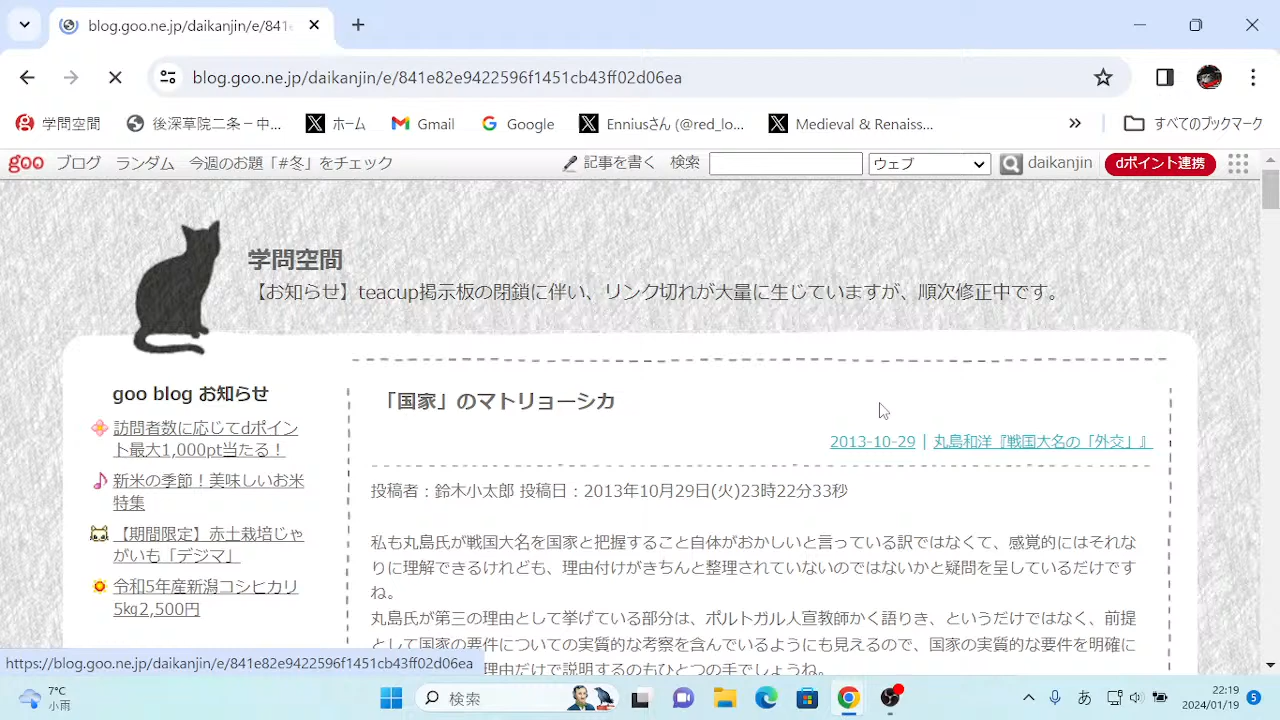 blog.goo.ne.jp/daikanjin/e/841
blog.goo.ne.jp/daikanjin/e/841e82e9422596f1451cb43ff02d06ea
学問空間
後深草院二条－中...
ホーム
Gmail
Google
Enniusさん (@red_lo...
Medieval & Renaiss...
すべてのブックマーク
goo ブログ ランダム 今週のお題「#冬」をチェック
記事を書く 検索 ウェブ daikanjin dポイント連携
学問空間
【お知らせ】teacup掲示板の閉鎖に伴い、リンク切れが大量に生じていますが、順次修正中です。
goo blog お知らせ
訪問者数に応じてdポイン
ト最大1,000pt当たる！
新米の季節！美味しいお米
特集
【期間限定】赤土栽培じゃ
がいも「デジマ」
令和5年産新潟コシヒカリ
5kg2,500円
「国家」のマトリョーシカ
2013-10-29 | 丸島和洋『戦国大名の「外交」』
投稿者：鈴木小太郎 投稿日：2013年10月29日(火)23時22分33秒
私も丸島氏が戦国大名を国家と把握すること自体がおかしいと言っている訳ではなくて、感覚的にはそれな
りに理解できるけれども、理由付けがきちんと整理されていないのではないかと疑問を呈しているだけです
ね。
丸島氏が第三の理由として挙げている部分は、ポルトガル人宣教師かく語りき、というだけではなく、前提
として国家の要件についての実質的な考察を含んでいるようにも見えるので、国家の実質的な要件を明確に
理由だけで説明するのもひとつの手でしょうね。
https://blog.goo.ne.jp/daikanjin/e/841e82e9422596f1451cb43ff02d06ea
7°C
小雨
検索
あ
22:19
2024/01/19
5